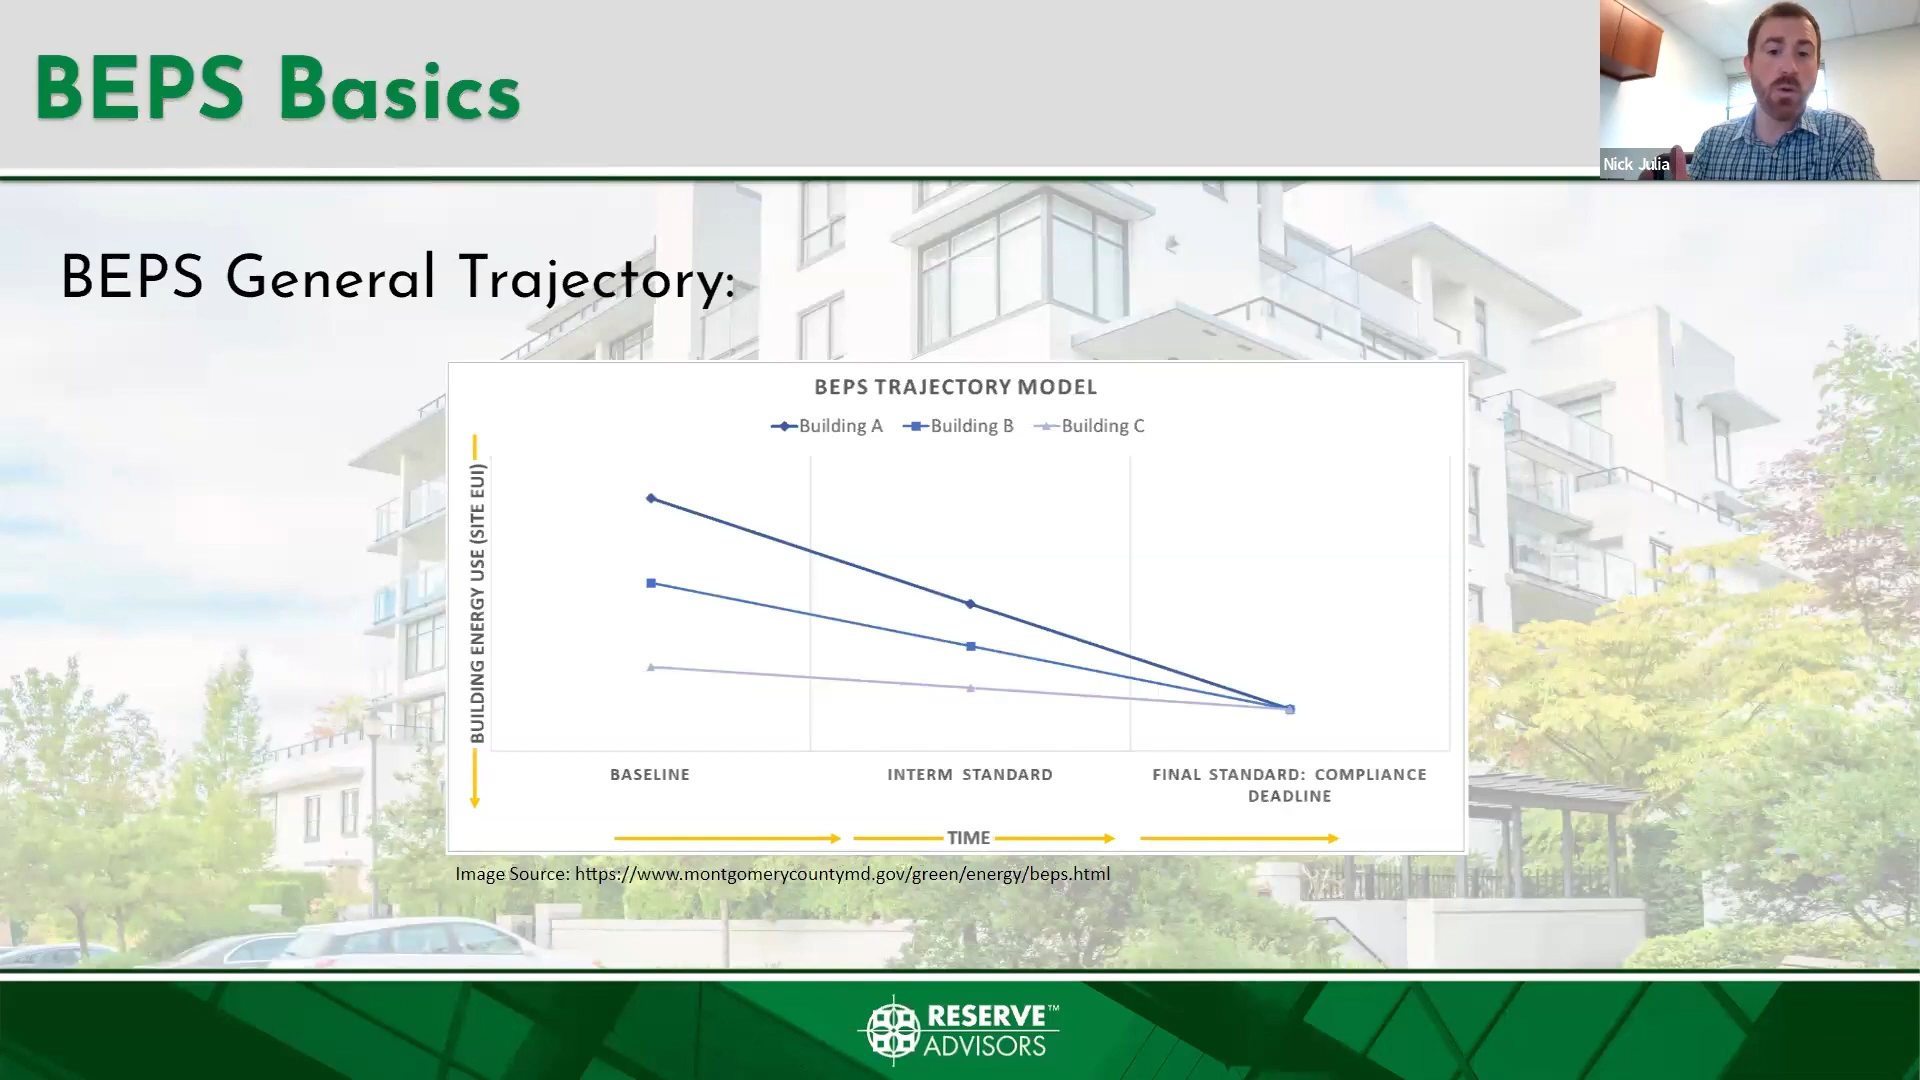 BEPS Basics
Nick Julia
BEPS General Trajectory:
BEPS TRAJECTORY MODEL
Building A Building B Building C
BUILDING ENERGY USE (SITE EUI)
BASELINE INTERM STANDARD FINAL STANDARD: COMPLIANCE
DEADLINE
TIME
Image Source: https://www.montgomerycountymd.gov/green/energy/beps.html
RESERVE™
ADVISORS